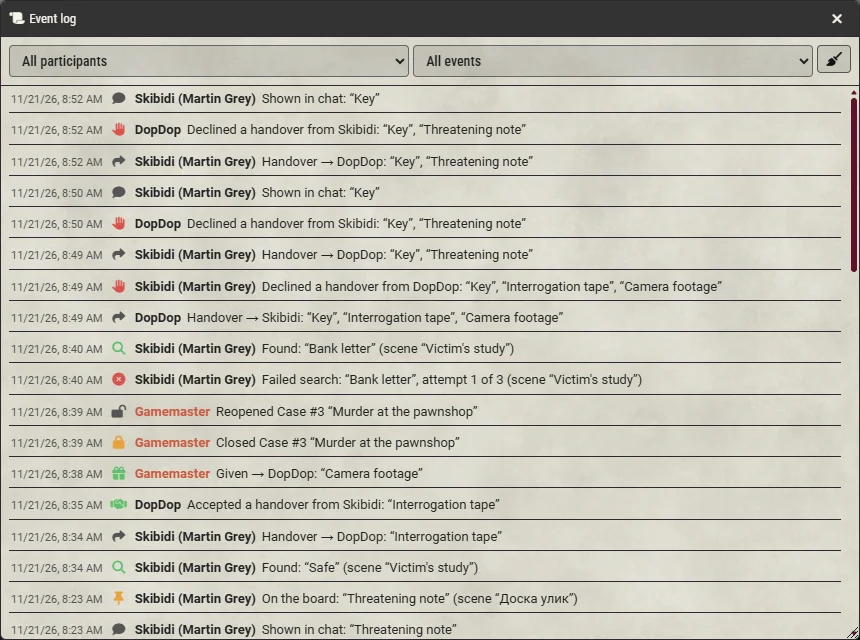 Event log
All participants
All events
11/21/26, 8:52 AM Skibidi (Martin Grey) Shown in chat: “Key”
11/21/26, 8:52 AM DopDop Declined a handover from Skibidi: “Key”, “Threatening note”
11/21/26, 8:52 AM Skibidi (Martin Grey) Handover → DopDop: “Key”, “Threatening note”
11/21/26, 8:50 AM Skibidi (Martin Grey) Shown in chat: “Key”
11/21/26, 8:50 AM DopDop Declined a handover from Skibidi: “Key”, “Threatening note”
11/21/26, 8:49 AM Skibidi (Martin Grey) Handover → DopDop: “Key”, “Threatening note”
11/21/26, 8:49 AM Skibidi (Martin Grey) Declined a handover from DopDop: “Key”, “Interrogation tape”, “Camera footage”
11/21/26, 8:49 AM DopDop Handover → Skibidi: “Key”, “Interrogation tape”, “Camera footage”
11/21/26, 8:40 AM Skibidi (Martin Grey) Found: “Bank letter” (scene “Victim's study”)
11/21/26, 8:40 AM Skibidi (Martin Grey) Failed search: “Bank letter”, attempt 1 of 3 (scene “Victim's study”)
11/21/26, 8:39 AM Gamemaster Reopened Case #3 “Murder at the pawnshop”
11/21/26, 8:39 AM Gamemaster Closed Case #3 “Murder at the pawnshop”
11/21/26, 8:38 AM Gamemaster Given → DopDop: “Camera footage”
11/21/26, 8:35 AM DopDop Accepted a handover from Skibidi: “Interrogation tape”
11/21/26, 8:34 AM Skibidi (Martin Grey) Handover → DopDop: “Interrogation tape”
11/21/26, 8:34 AM Skibidi (Martin Grey) Found: “Safe” (scene “Victim's study”)
11/21/26, 8:23 AM Skibidi (Martin Grey) On the board: “Threatening note” (scene “Доска улик”)
11/21/26, 8:23 AM Skibidi (Martin Grey) Shown in chat: “Threatening note”